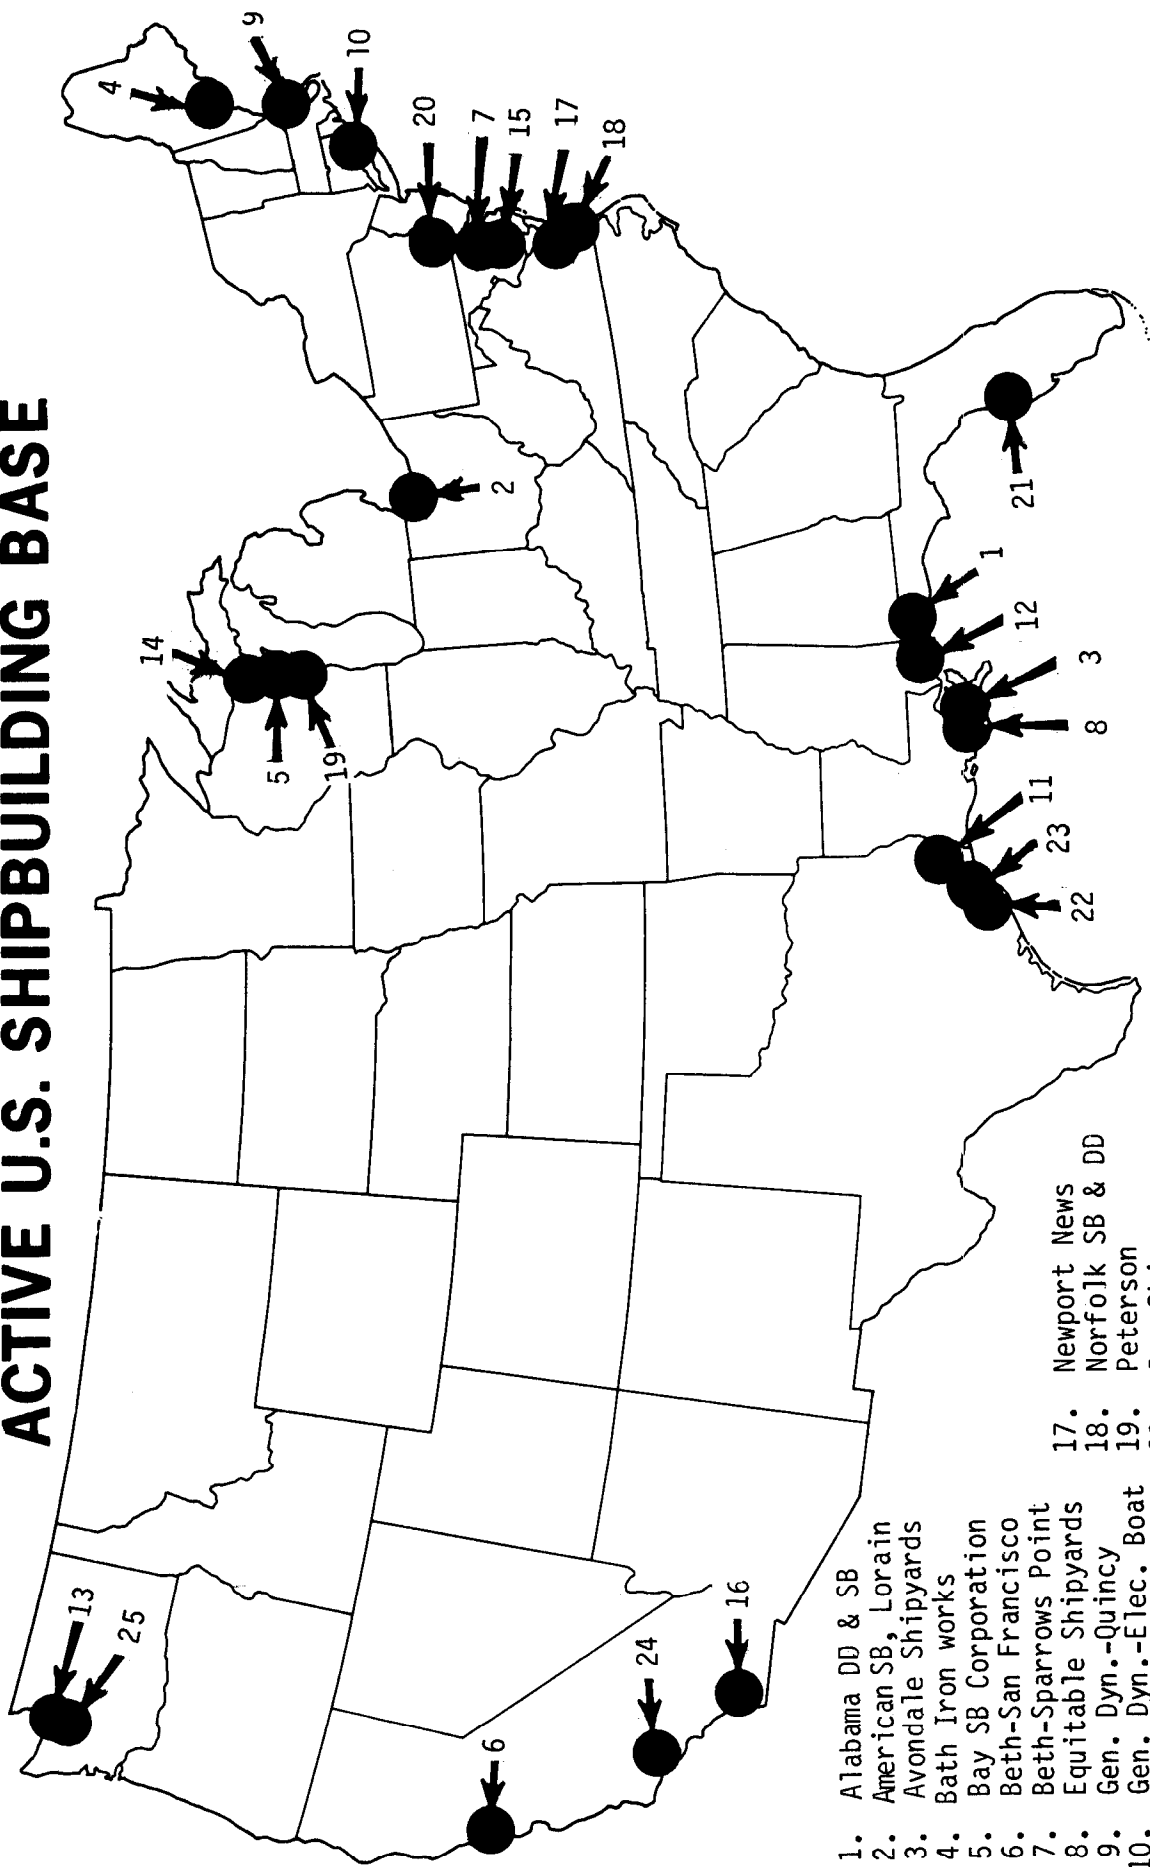 ACTIVE U.S. SHIPBUILDING BASE
4
9
10
20
7
15
17
18
2
14
5
19
21
1
12
3
8
11
23
22
13
25
6
24
16
1. Alabama DD & SB
2. American SB, Lorain
3. Avondale Shipyards
4. Bath Iron works
5. Bay SB Corporation
6. Beth-San Francisco
7. Beth-Sparrows Point
8. Equitable Shipyards
9. Gen. Dyn.-Quincy
10. Gen. Dyn.-Elec. Boat
17. Newport News
18. Norfolk SB & DD
19. Peterson